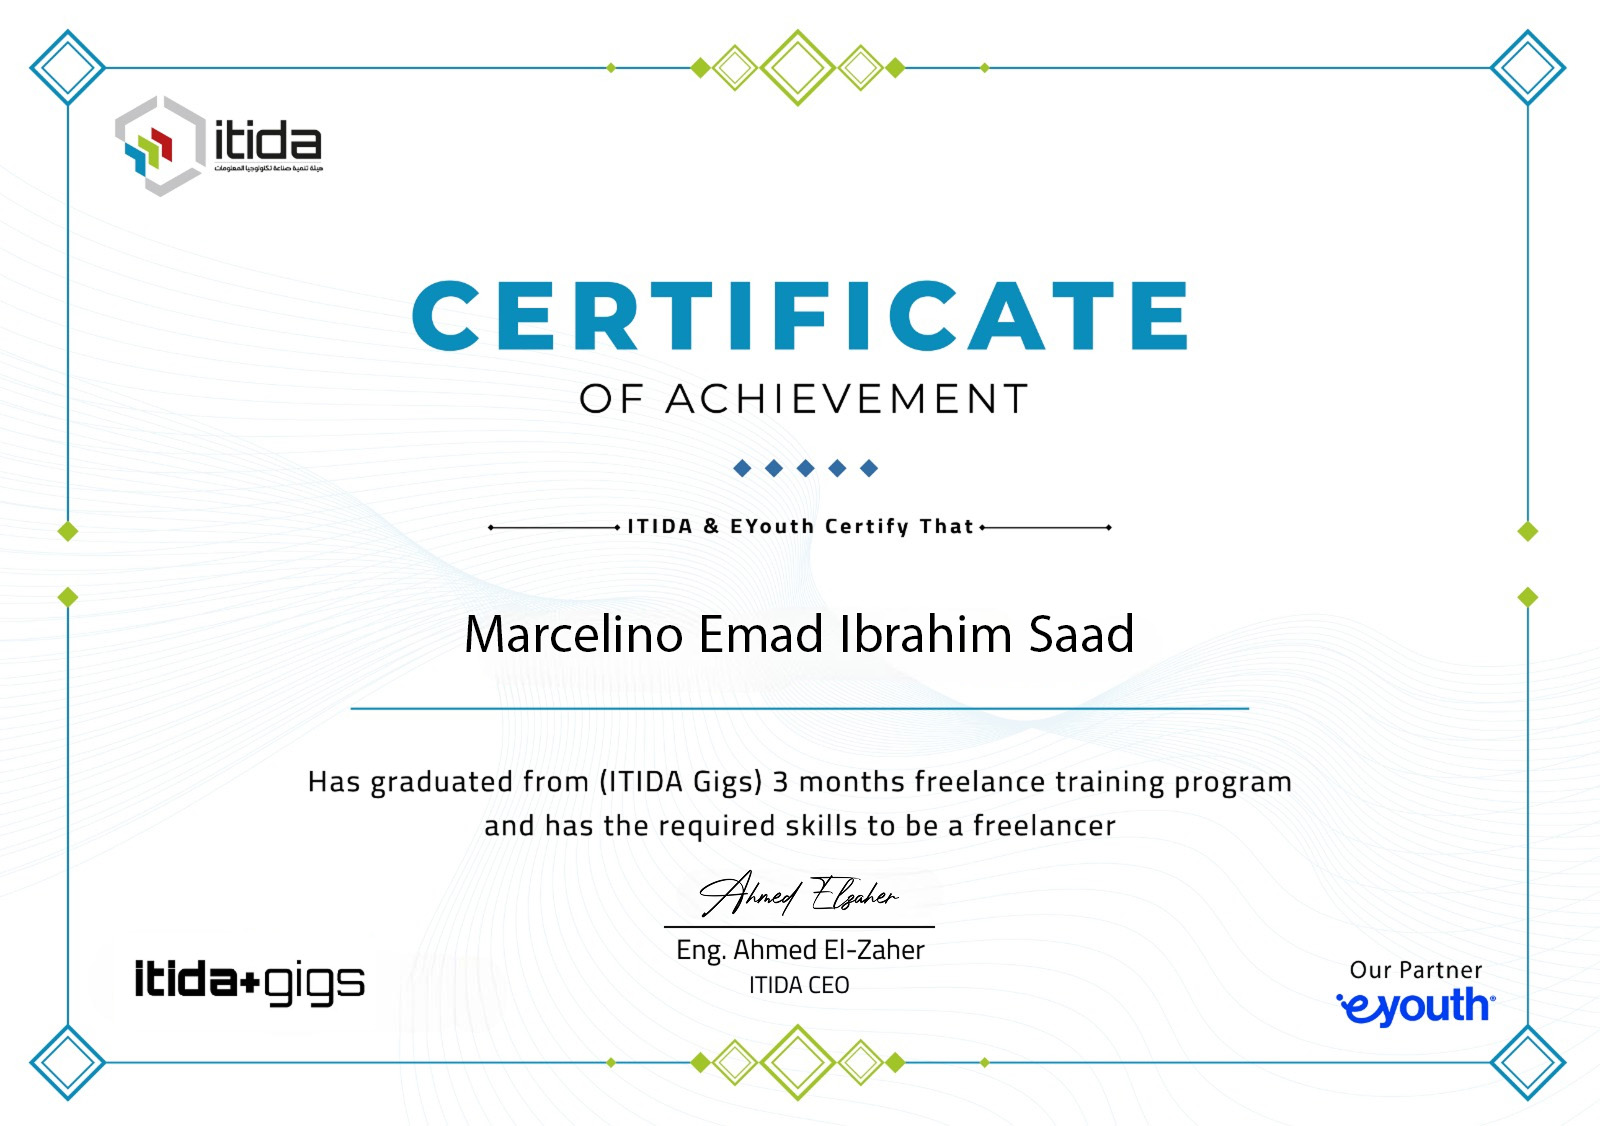 itida
هيئة تنمية صناعة تكنولوجيا المعلومات
CERTIFICATE
OF ACHIEVEMENT
ITIDA & EYouth Certify That
Marcelino Emad Ibrahim Saad
Has graduated from (ITIDA Gigs) 3 months freelance training program
and has the required skills to be a freelancer
Ahmed Elzaher
Eng. Ahmed El-Zaher
ITIDA CEO
itida+gigs
Our Partner
eyouth